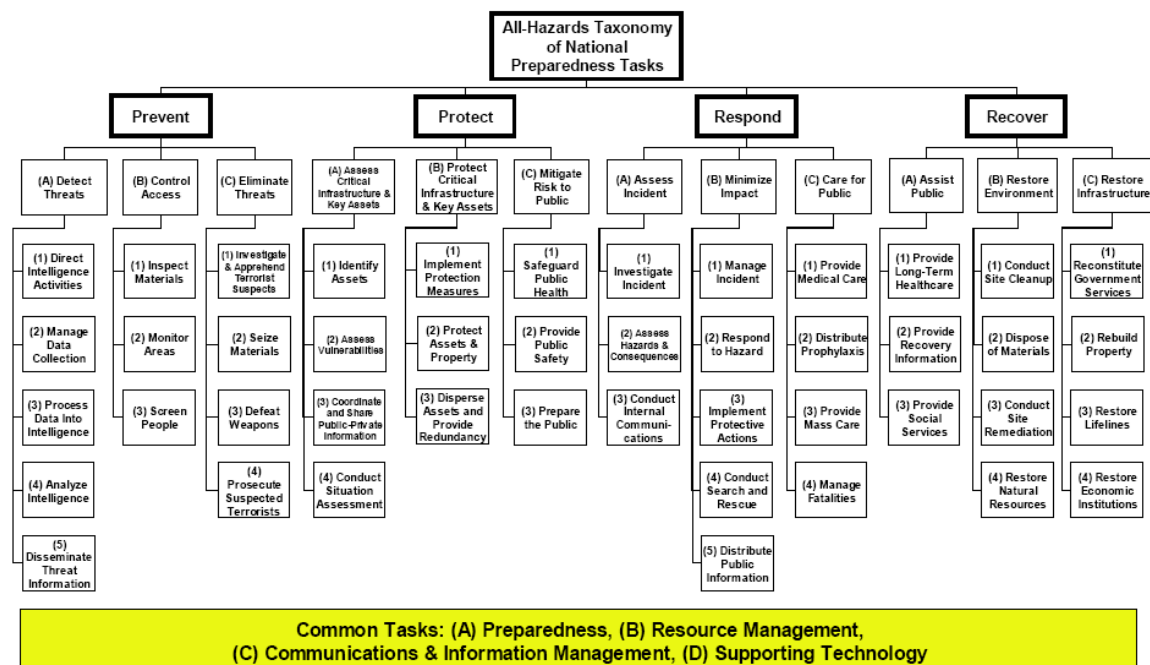 All-Hazards Taxonomy
of National
Preparedness Tasks
Prevent
Protect
Respond
Recover
(A) Detect
Threats
(B) Control
Access
(C) Eliminate
Threats
(A) Assess
Critical
Infrastructure &
Key Assets
(B) Protect
Critical
Infrastructure
& Key Assets
(C) Mitigate
Risk to
Public
(A) Assess
Incident
(B) Minimize
Impact
(C) Care for
Public
(A) Assist
Public
(B) Restore
Environment
(C) Restore
Infrastructure
(1) Direct
Intelligence
Activities
(1) Inspect
Materials
(1) Investigate
& Apprehend
Terrorist
Suspects
(1) Identify
Assets
(1)
Implement
Protection
Measures
(1)
Safeguard
Public
Health
(1)
Investigate
Incident
(1) Manage
Incident
(1) Provide
Medical Care
(1) Provide
Long-Term
Healthcare
(1) Conduct
Site Cleanup
(1)
Reconstitute
Government
Services
(2) Manage
Data
Collection
(2) Monitor
Areas
(2) Seize
Materials
(2) Assess
Vulnerabilities
(2) Protect
Assets &
Property
(2) Provide
Public
Safety
(2) Assess
Hazards &
Consequences
(2) Respond
to Hazard
(2) Distribute
Prophylaxis
(2) Provide
Recovery
Information
(2) Dispose
of Materials
(2) Rebuild
Property
(3) Process
Data Into
Intelligence
(3) Screen
People
(3) Defeat
Weapons
(3) Coordinate
and Share
Public-Private
Information
(3) Disperse
Assets and
Provide
Redundancy
(3) Prepare
the Public
(3) Conduct
Internal
Communi-
cations
(3)
Implement
Protective
Actions
(3) Provide
Mass Care
(3) Provide
Social
Services
(3) Conduct
Site
Remediation
(3) Restore
Lifelines
(4) Analyze
Intelligence
(4)
Prosecute
Suspected
Terrorists
(4) Conduct
Situation
Assessment
(4) Conduct
Search and
Rescue
(4) Manage
Fatalities
(4) Restore
Natural
Resources
(4) Restore
Economic
Institutions
(5)
Disseminate
Threat
Information
(5) Distribute
Public
Information
Common Tasks: (A) Preparedness, (B) Resource Management,
(C) Communications & Information Management, (D) Supporting Technology